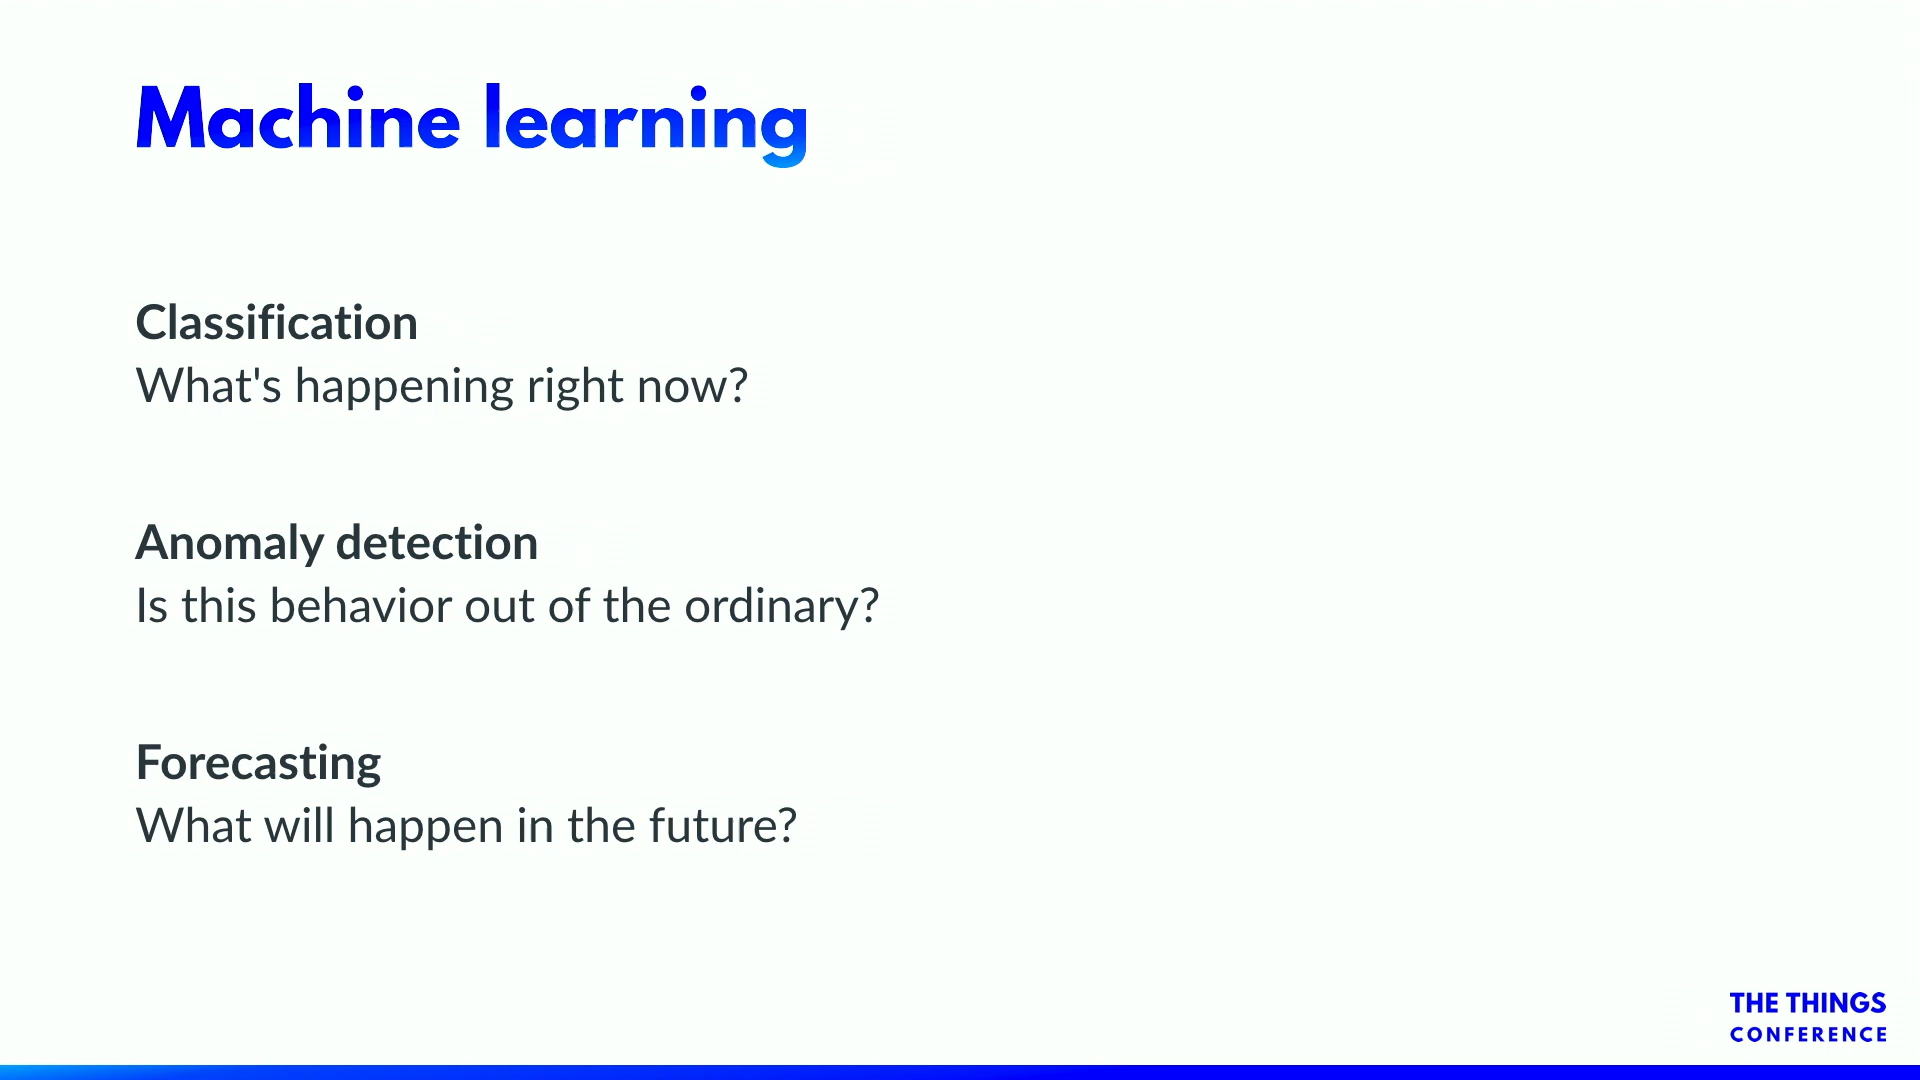 Machine learning
Classification
What's happening right now?
Anomaly detection
Is this behavior out of the ordinary?
Forecasting
What will happen in the future?
THE THINGS
CONFERENCE